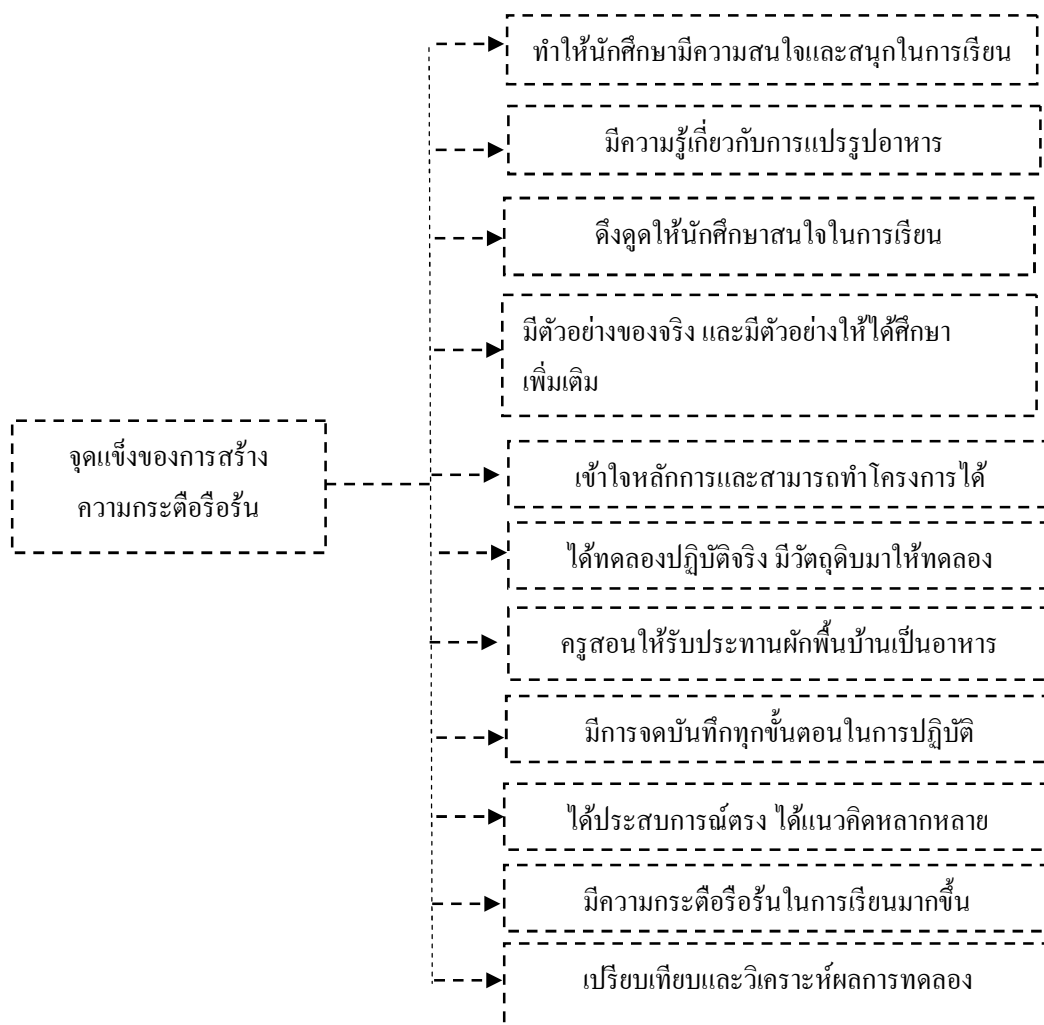 ทำให้นักศึกษามีความสนใจและสนุกในการเรียน
มีความรู้เกี่ยวกับการแปรรูปอาหาร
ดึงดูดให้นักศึกษาสนใจในการเรียน
มีตัวอย่างของจริง และมีตัวอย่างให้ได้ศึกษา
เพิ่มเติม
จุดแข็งของการสร้าง
ความกระตือรือร้น
เข้าใจหลักการและสามารถทำโครงการได้
ได้ทดลองปฏิบัติจริง มีวัตถุดิบมาให้ทดลอง
ครูสอนให้รับประทานผักพื้นบ้านเป็นอาหาร
มีการจดบันทึกทุกขั้นตอนในการปฏิบัติ
ได้ประสบการณ์ตรง ได้แนวคิดหลากหลาย
มีความกระตือรือร้นในการเรียนมากขึ้น
เปรียบเทียบและวิเคราะห์ผลการทดลอง